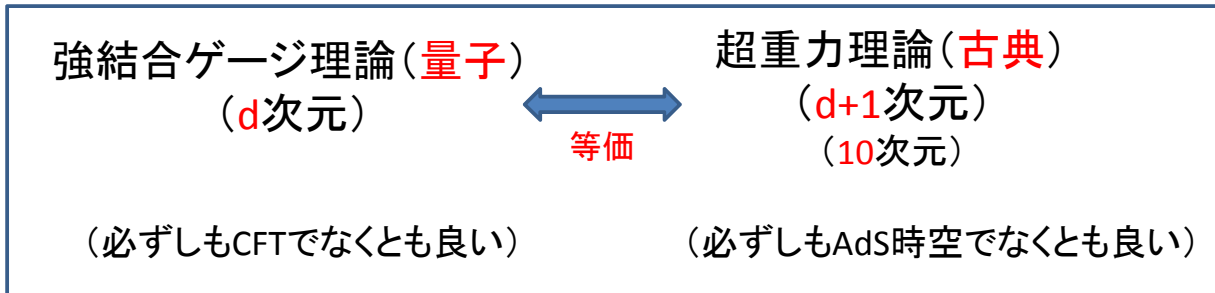 強結合ゲージ理論（量子）
（d次元）
等価
超重力理論（古典）
（d+1次元）
（10次元）
（必ずしもCFTでなくとも良い）
（必ずしもAdS時空でなくとも良い）